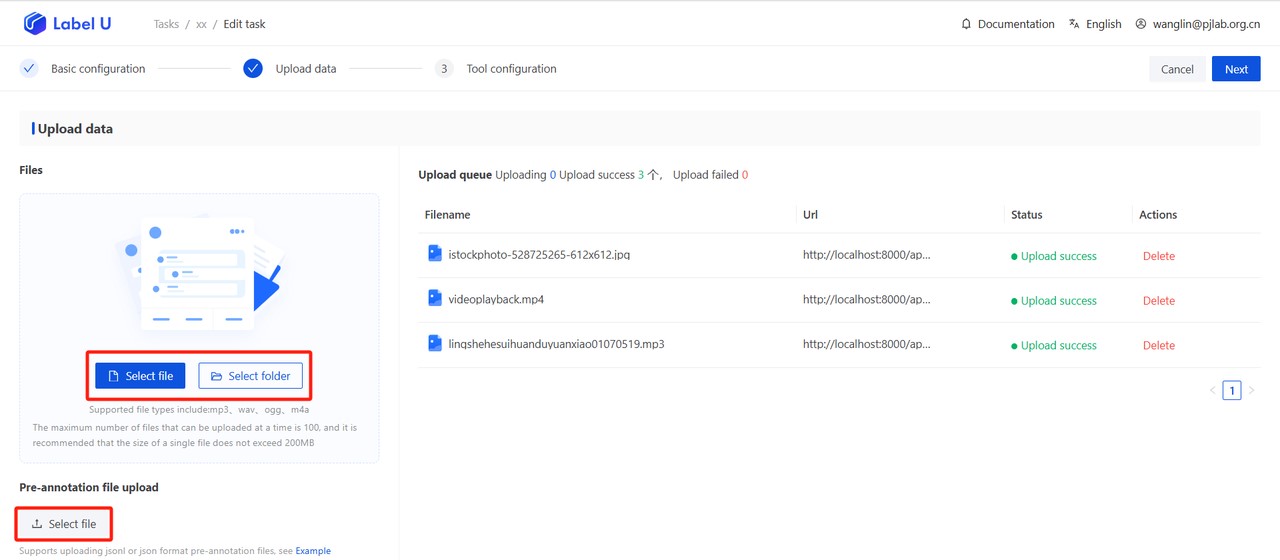 Label U
Tasks / xx / Edit task
Documentation English wanglin@pjlab.org.cn
Basic configuration Upload data 3 Tool configuration
Cancel Next
Upload data
Files
Select file Select folder
Supported file types include:mp3、wav、ogg、m4a
The maximum number of files that can be uploaded at a time is 100, and it is
recommended that the size of a single file does not exceed 200MB
Pre-annotation file upload
Select file
Supports uploading jsonl or json format pre-annotation files, see Example
Upload queue Uploading 0 Upload success 3 个， Upload failed 0
Filename Url Status Actions
istockphoto-528725265-612x612.jpg http://localhost:8000/ap... Upload success Delete
videoplayback.mp4 http://localhost:8000/ap... Upload success Delete
lingshehesuihuanduyuanxiao01070519.mp3 http://localhost:8000/ap... Upload success Delete
< 1 >